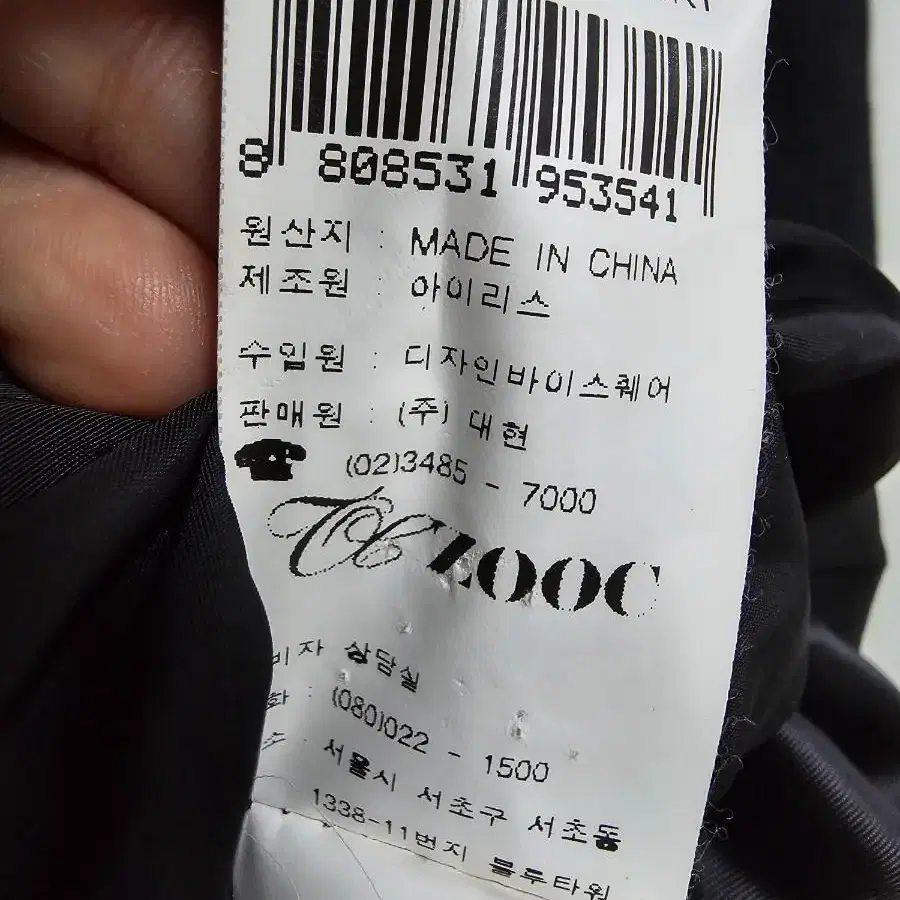 8 808531 953541
원산지 : MADE IN CHINA
제조원 : 아이리스
수입원 : 디자인바이스퀘어
판매원 : (주) 대현
(02)3485 - 7000
ZOOC
비자 상담실
화 : (080)022 - 1500
소 : 서울시 서초구 서초동
1338-11번지 블루타워